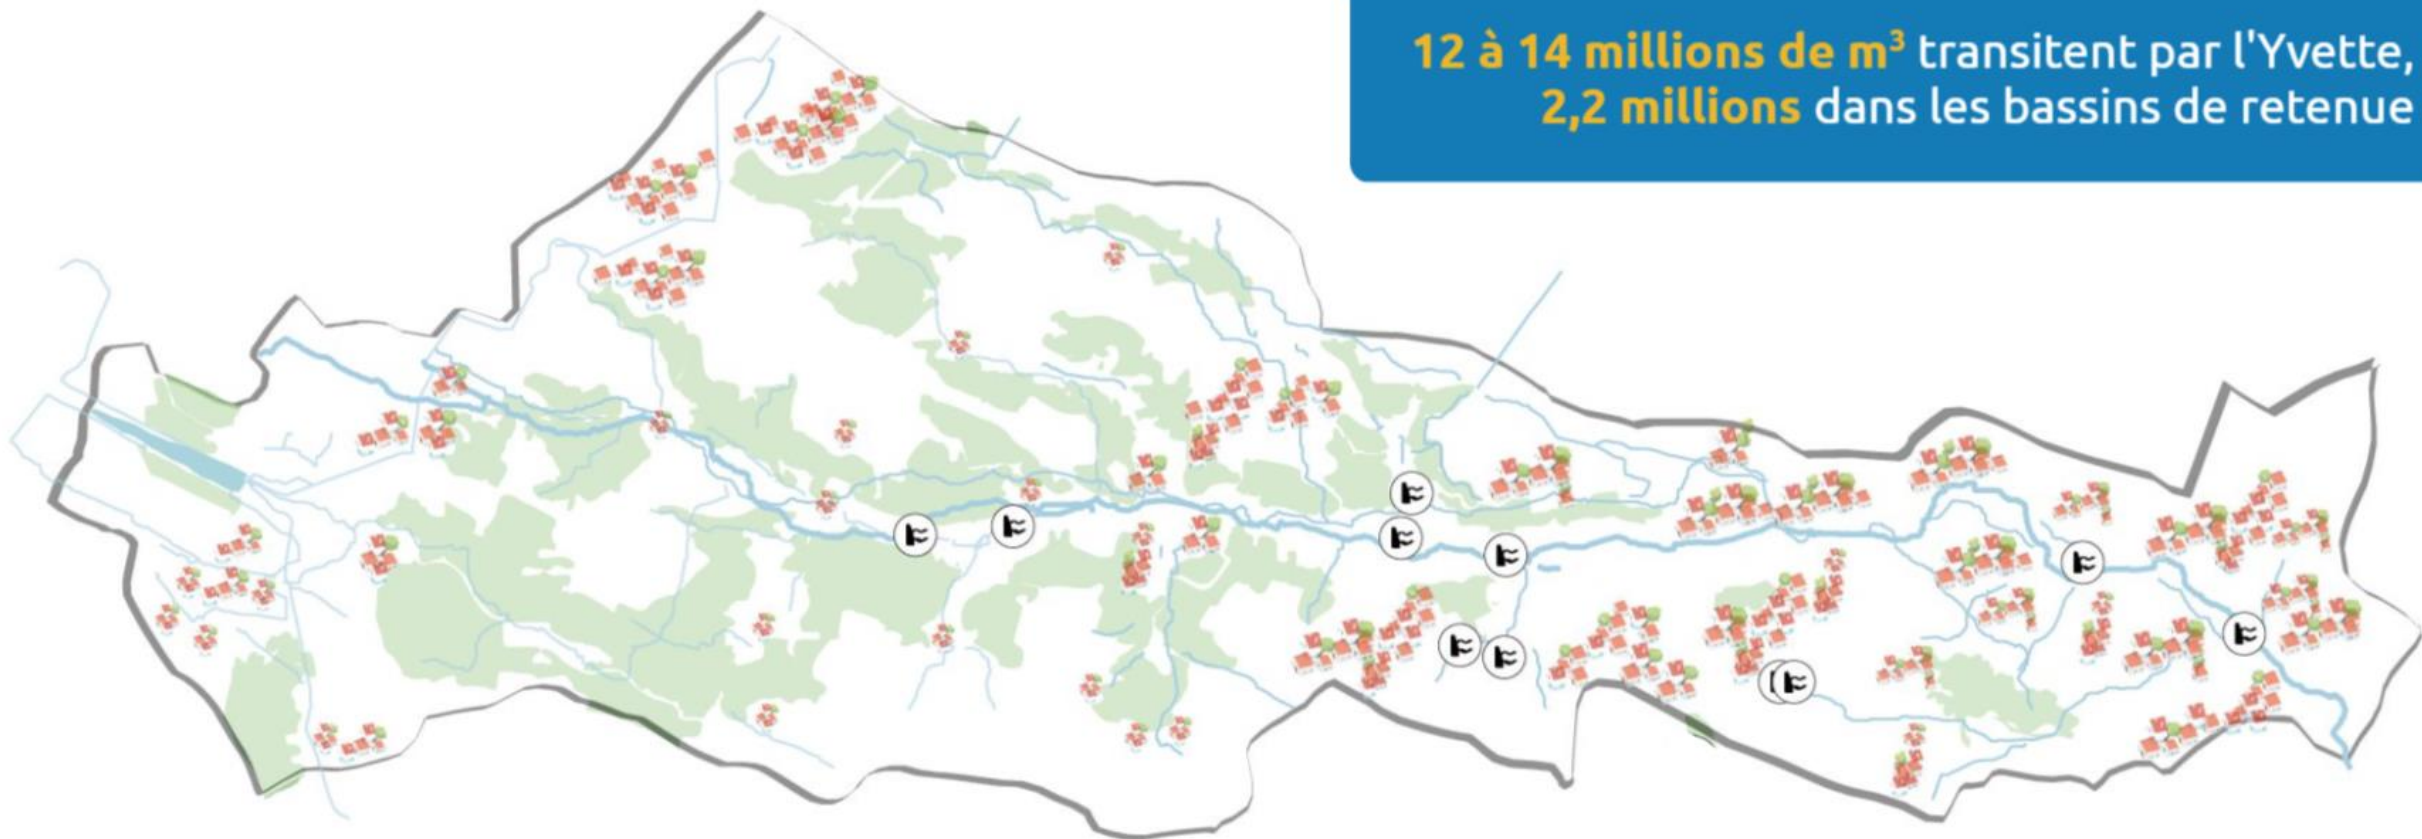 12 à 14 millions de m³ transitent par l'Yvette,
2,2 millions dans les bassins de retenue